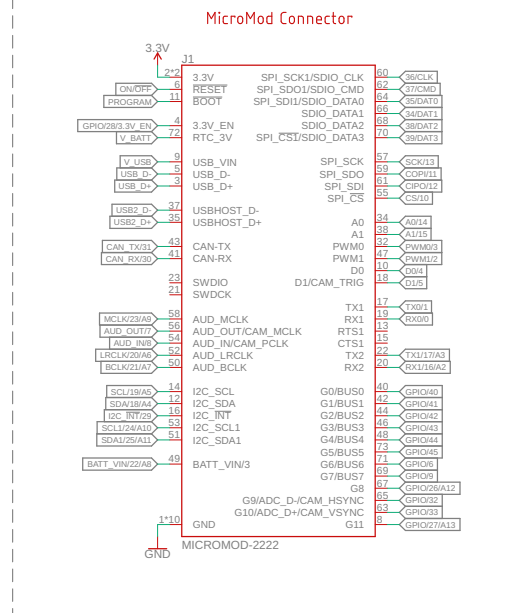 MicroMod Connector
3.3V
J1
2*2 3.3V SPI_SCK1/SDIO_CLK 60 36/CLK
ON/OFF 6 RESET SPI_SDO1/SDIO_CMD 62 37/CMD
PROGRAM 11 BOOT SPI_SDI1/SDIO_DATA0 64 35/DAT0
SDIO_DATA1 66 34/DAT1
GPIO/28/3.3V_EN 4 3.3V_EN SDIO_DATA2 68 38/DAT2
V_BATT 72 RTC_3V SPI_CS1/SDIO_DATA3 70 39/DAT3
V_USB 9 USB_VIN SPI_SCK 57 SCK/13
USB_D- 5 USB_D- SPI_SDO 59 COPI/11
USB_D+ 3 USB_D+ SPI_SDI 61 CIPO/12
SPI_CS 55 CS/10
USB2_D- 37 USBHOST_D-
USB2_D+ 35 USBHOST_D+ A0 34 A0/14
A1 38 A1/15
CAN_TX/31 43 CAN-TX PWM0 32 PWM0/3
CAN_RX/30 41 CAN-RX PWM1 47 PWM1/2
D0 10 D0/4
23 SWDIO D1/CAM_TRIG 18 D1/5
21 SWDCK
TX1 17 TX0/1
MCLK/23/A9 58 AUD_MCLK RX1 19 RX0/0
AUD_OUT/7 56 AUD_OUT/CAM_MCLK RTS1 13
AUD_IN/8 54 AUD_IN/CAM_PCLK CTS1 15
LRCLK/20/A6 52 AUD_LRCLK TX2 22 TX1/17/A3
BCLK/21/A7 50 AUD_BCLK RX2 20 RX1/16/A2
SCL/19/A5 14 I2C_SCL G0/BUS0 40 GPIO/40
SDA/18/A4 12 I2C_SDA G1/BUS1 42 GPIO/41
I2C_INT/29 16 I2C_INT G2/BUS2 44 GPIO/42
SCL1/24/A10 53 I2C_SCL1 G3/BUS3 46 GPIO/43
SDA1/25/A11 51 I2C_SDA1 G4/BUS4 48 GPIO/44
G5/BUS5 73 GPIO/45
BATT_VIN/22/A8 49 BATT_VIN/3 G6/BUS6 71 GPIO/6
G7/BUS7 69 GPIO/9
G8 67 GPIO/26/A12
G9/ADC_D-/CAM_HSYNC 65 GPIO/32
G10/ADC_D+/CAM_VSYNC 63 GPIO/33
1*10 GND G11 8 GPIO/27/A13
MICROMOD-2222
GND